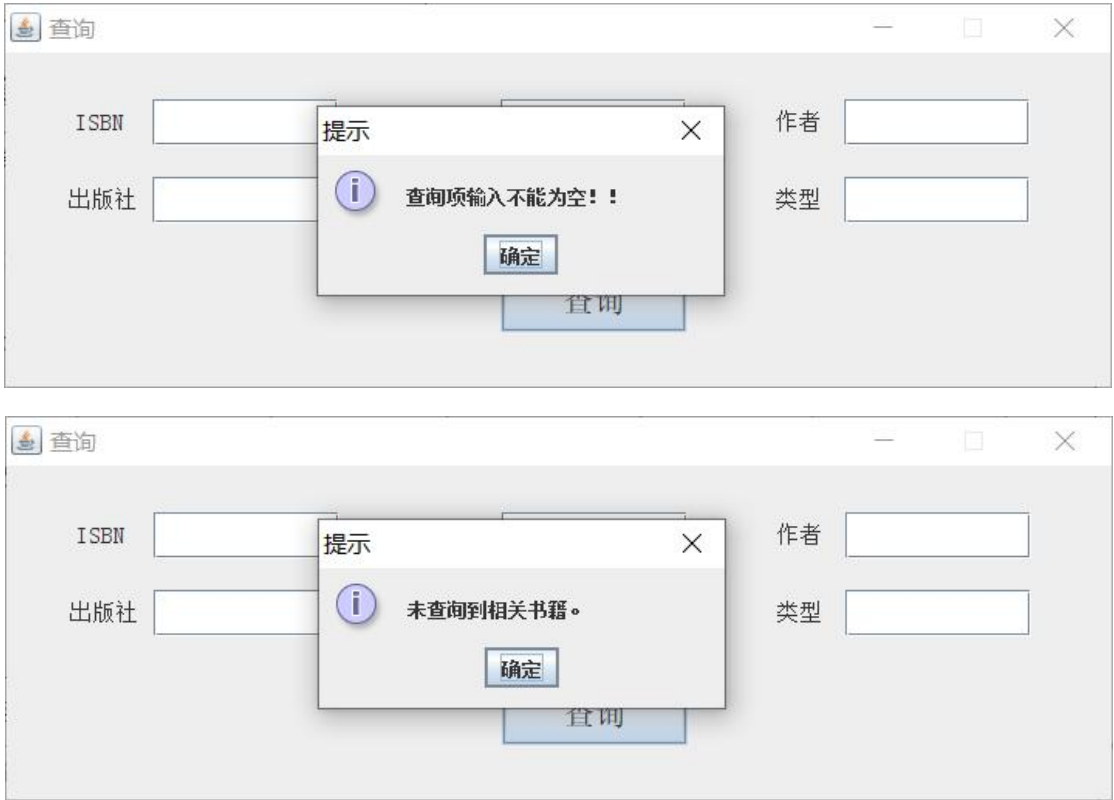 查询
ISBN
作者
提示
查询项输入不能为空！！
确定
出版社
类型
查询
查询
ISBN
作者
提示
未查询到相关书籍。
确定
出版社
类型
查询